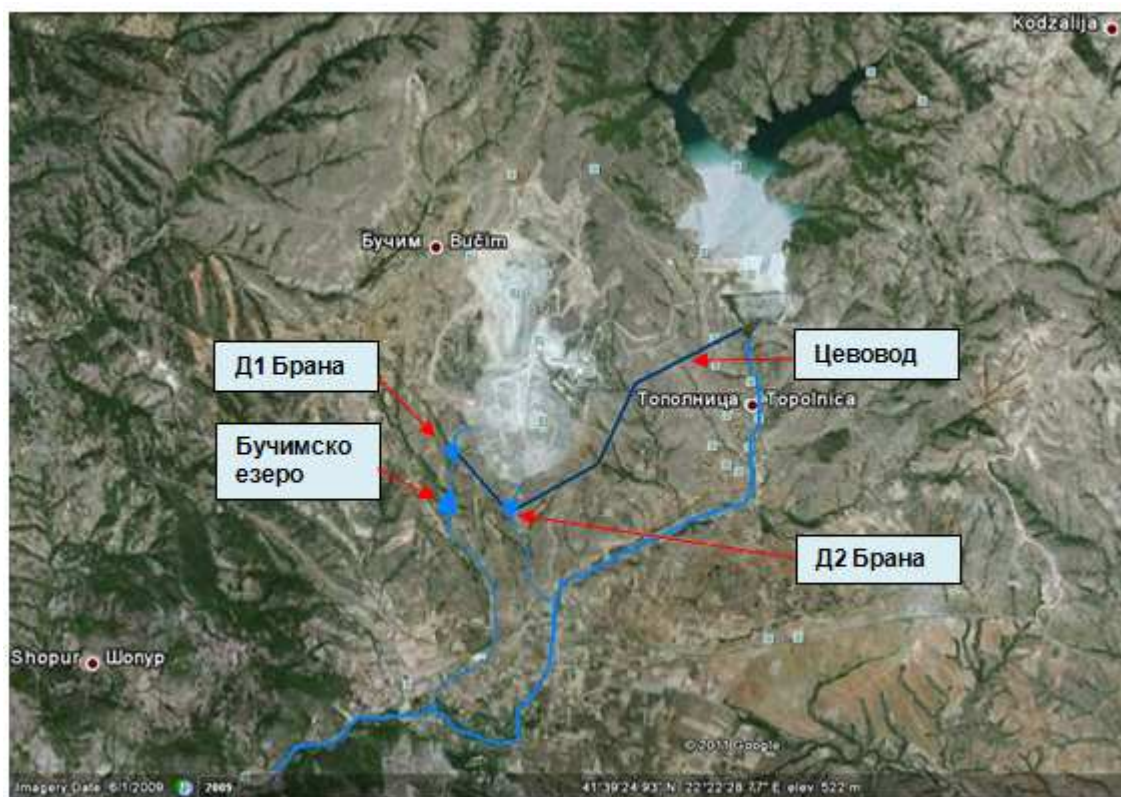 Kodzalija
Бучим Bučim
Д1 Брана
Цевовод
Тополница Topolnica
Бучимско
езеро
Д2 Брана
Shopur Шопур
© 2011 Google
Imagery Date: 6/1/2009 2009 41°39'24.93" N 22°22'28.77" E elev 522 m